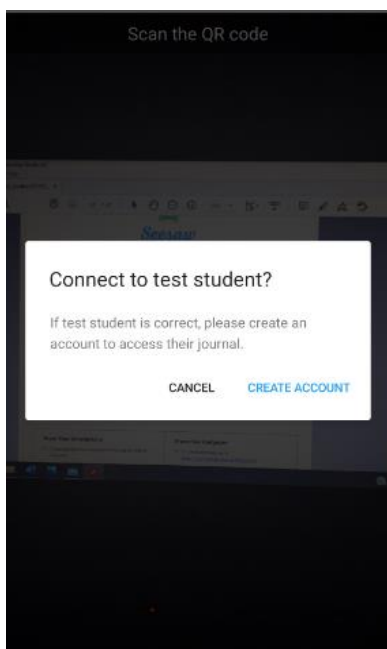 Scan the QR code
Seesaw
Connect to test student?
If test student is correct, please create an
account to access their journal.
CANCEL
CREATE ACCOUNT